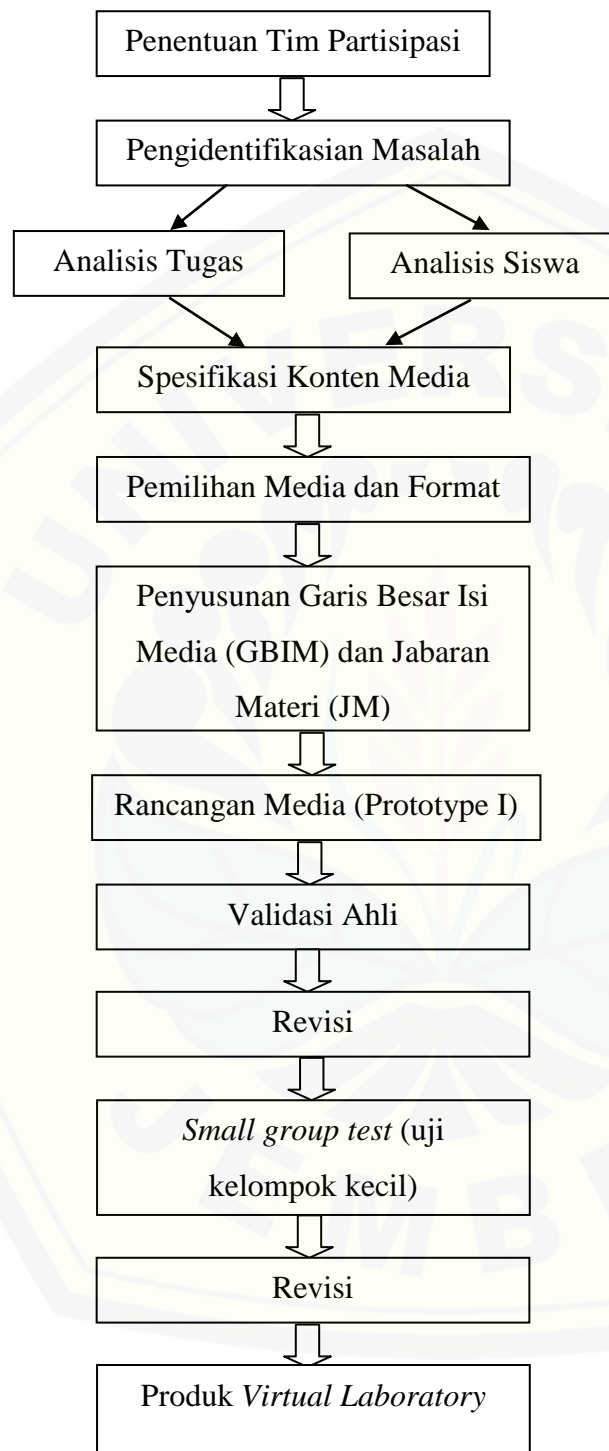 Penentuan Tim Partisipasi
Pengidentifikasian Masalah
Analisis Tugas
Analisis Siswa
Spesifikasi Konten Media
Pemilihan Media dan Format
Penyusunan Garis Besar Isi
Media (GBIM) dan Jabaran
Materi (JM)
Rancangan Media (Prototype I)
Validasi Ahli
Revisi
Small group test (uji
kelompok kecil)
Revisi
Produk Virtual Laboratory